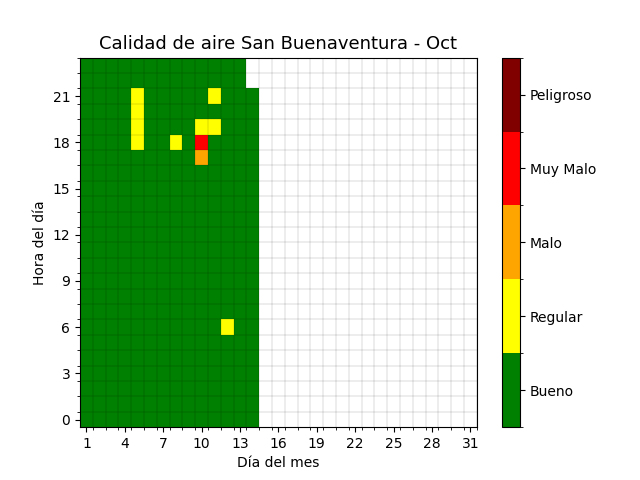 Calidad de aire San Buenaventura - Oct
21
18
15
12
9
6
3
0
Hora del día
1 4 7 10 13 16 19 22 25 28 31
Día del mes
Peligroso
Muy Malo
Malo
Regular
Bueno